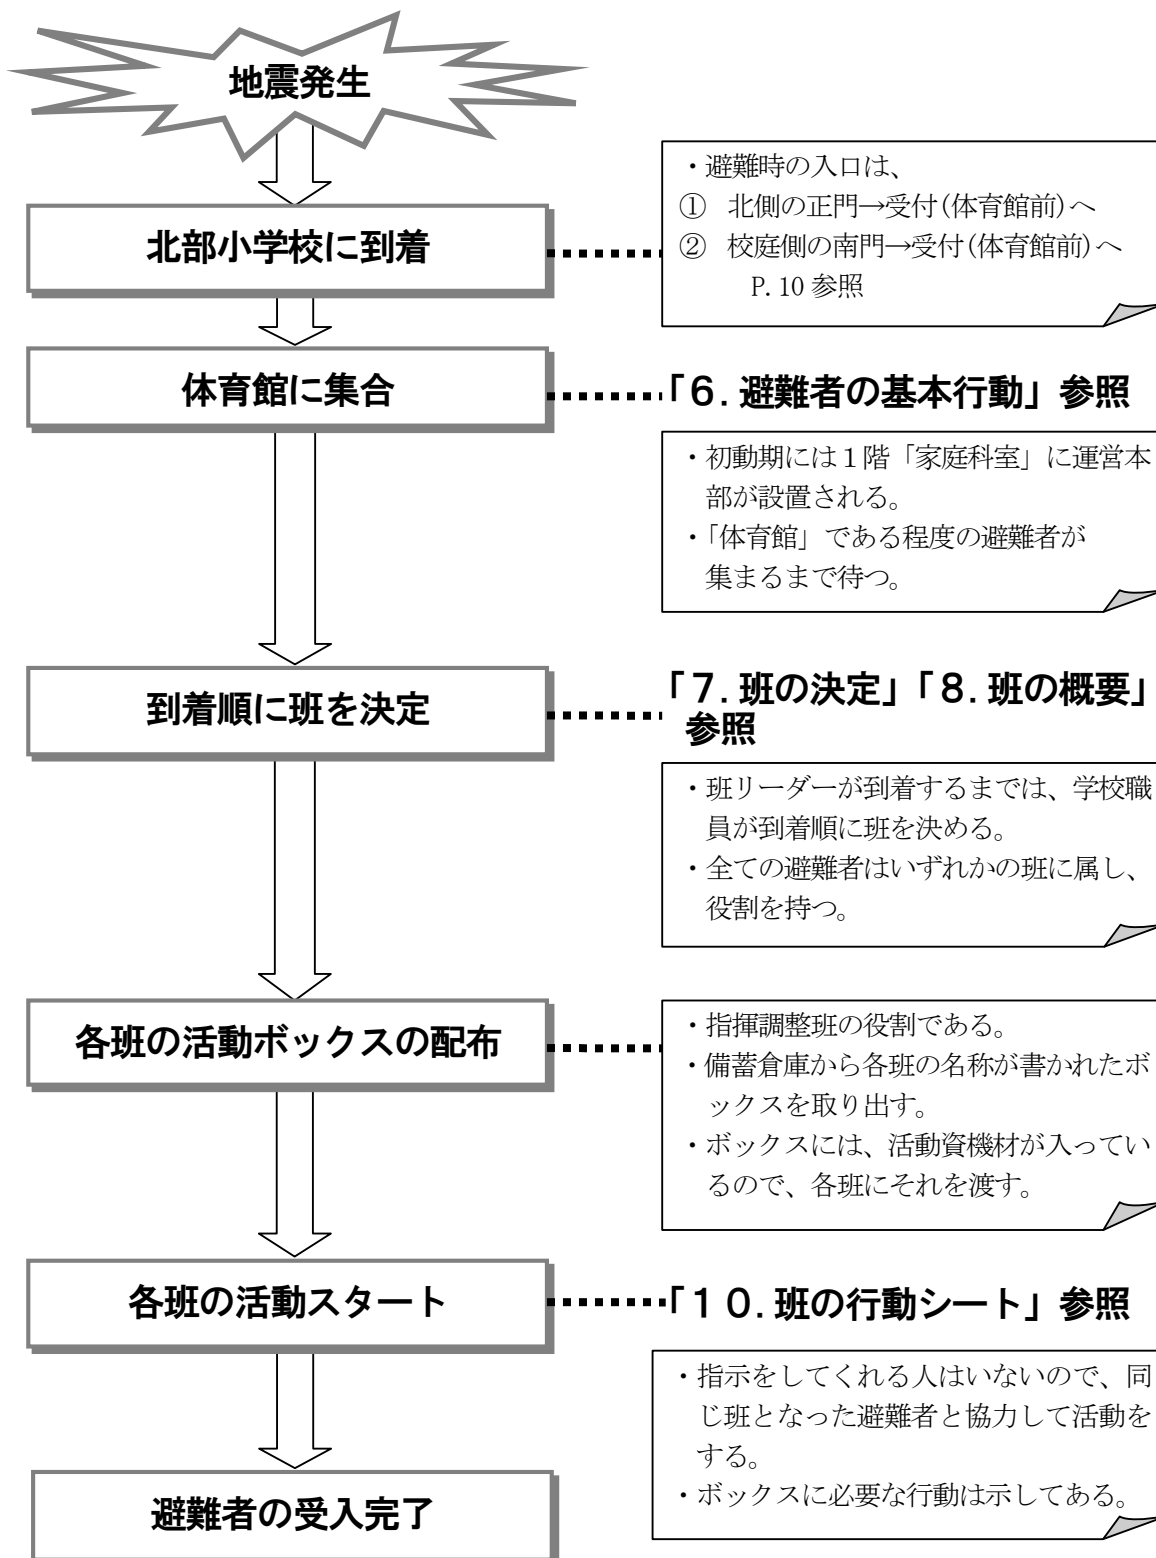 地震発生
北部小学校に到着
・避難時の入口は、
① 北側の正門→受付(体育館前)へ
② 校庭側の南門→受付(体育館前)へ
P.10 参照
体育館に集合
「６.避難者の基本行動」参照
・初動期には１階「家庭科室」に運営本
部が設置される。
・「体育館」である程度の避難者が
集まるまで待つ。
到着順に班を決定
「７.班の決定」「８.班の概要」
参照
・班リーダーが到着するまでは、学校職
員が到着順に班を決める。
・全ての避難者はいずれかの班に属し、
役割を持つ。
各班の活動ボックスの配布
・指揮調整班の役割である。
・備蓄倉庫から各班の名称が書かれたボ
ックスを取り出す。
・ボックスには、活動資機材が入ってい
るので、各班にそれを渡す。
各班の活動スタート
「１０.班の行動シート」参照
・指示をしてくれる人はいないので、同
じ班となった避難者と協力して活動を
する。
・ボックスに必要な行動は示してある。
避難者の受入完了